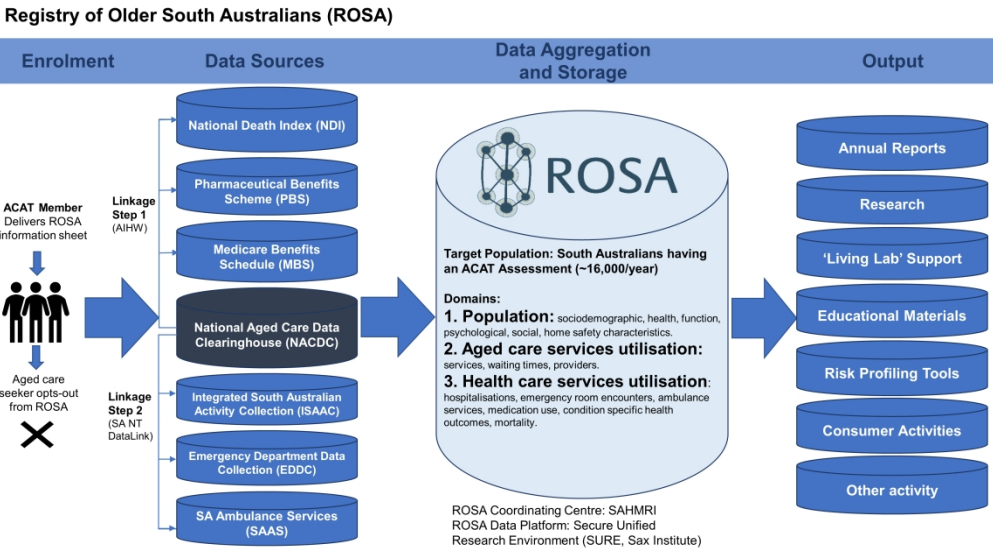 Registry of Older South Australians (ROSA)
Enrolment
Data Sources
Data Aggregation
and Storage
Output
ACAT Member
Delivers ROSA
information sheet
Aged care
seeker opts-out
from ROSA
Linkage
Step 1
(AIHW)
Linkage
Step 2
(SA NT
DataLink)
National Death Index (NDI)
Pharmaceutical Benefits
Scheme (PBS)
Medicare Benefits
Schedule (MBS)
National Aged Care Data
Clearinghouse (NACDC)
Integrated South Australian
Activity Collection (ISAAC)
Emergency Department Data
Collection (EDDC)
SA Ambulance Services
(SAAS)
ROSA
Target Population: South Australians having
an ACAT Assessment (~16,000/year)
Domains:
1. Population: sociodemographic, health, function,
psychological, social, home safety characteristics.
2. Aged care services utilisation:
services, waiting times, providers.
3. Health care services utilisation:
hospitalisations, emergency room encounters, ambulance
services, medication use, condition specific health
outcomes, mortality.
ROSA Coordinating Centre: SAHMRI
ROSA Data Platform: Secure Unified
Research Environment (SURE, Sax Institute)
Annual Reports
Research
‘Living Lab’ Support
Educational Materials
Risk Profiling Tools
Consumer Activities
Other activity